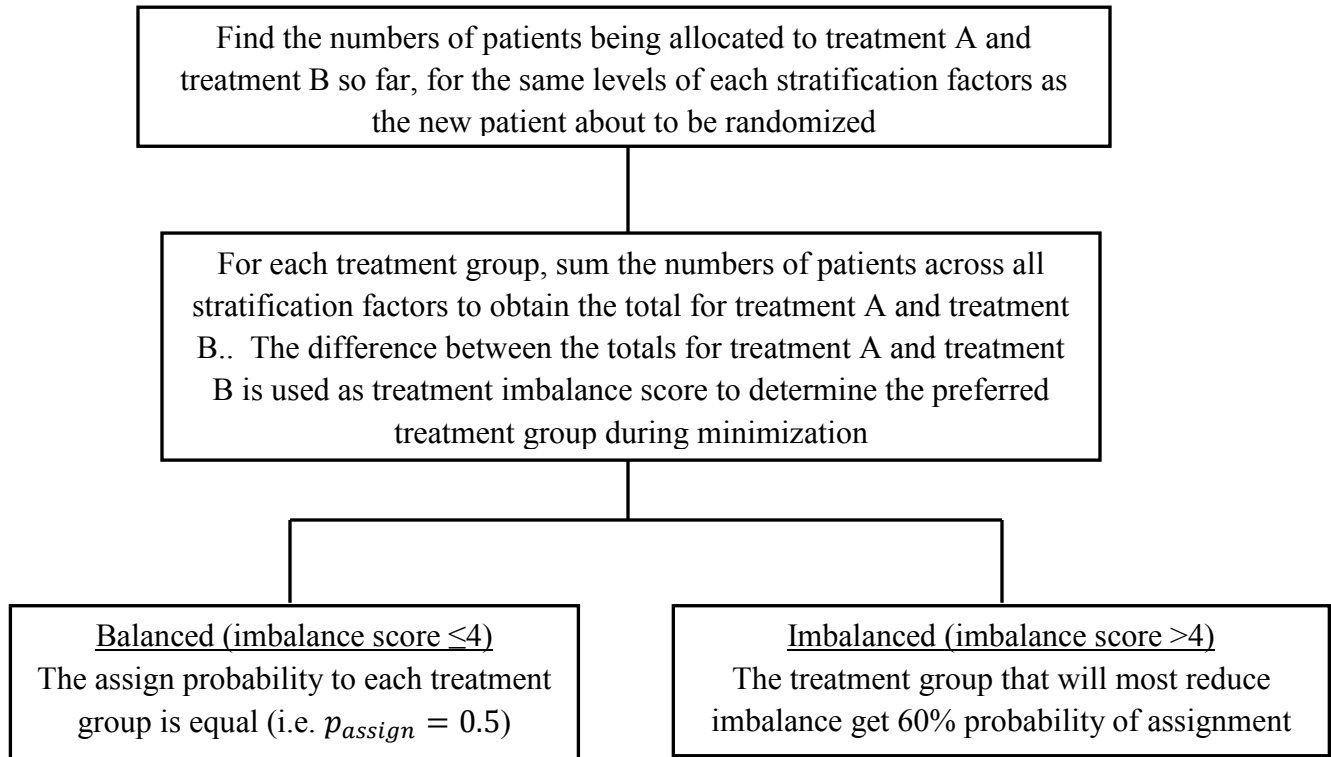 Find the numbers of patients being allocated to treatment A and
treatment B so far, for the same levels of each stratification factors as
the new patient about to be randomized
For each treatment group, sum the numbers of patients across all
stratification factors to obtain the total for treatment A and treatment
B..  The difference between the totals for treatment A and treatment
B is used as treatment imbalance score to determine the preferred
treatment group during minimization
Balanced (imbalance score ≤4)
The assign probability to each treatment
group is equal (i.e. p_assign = 0.5)
Imbalanced (imbalance score >4)
The treatment group that will most reduce
imbalance get 60% probability of assignment